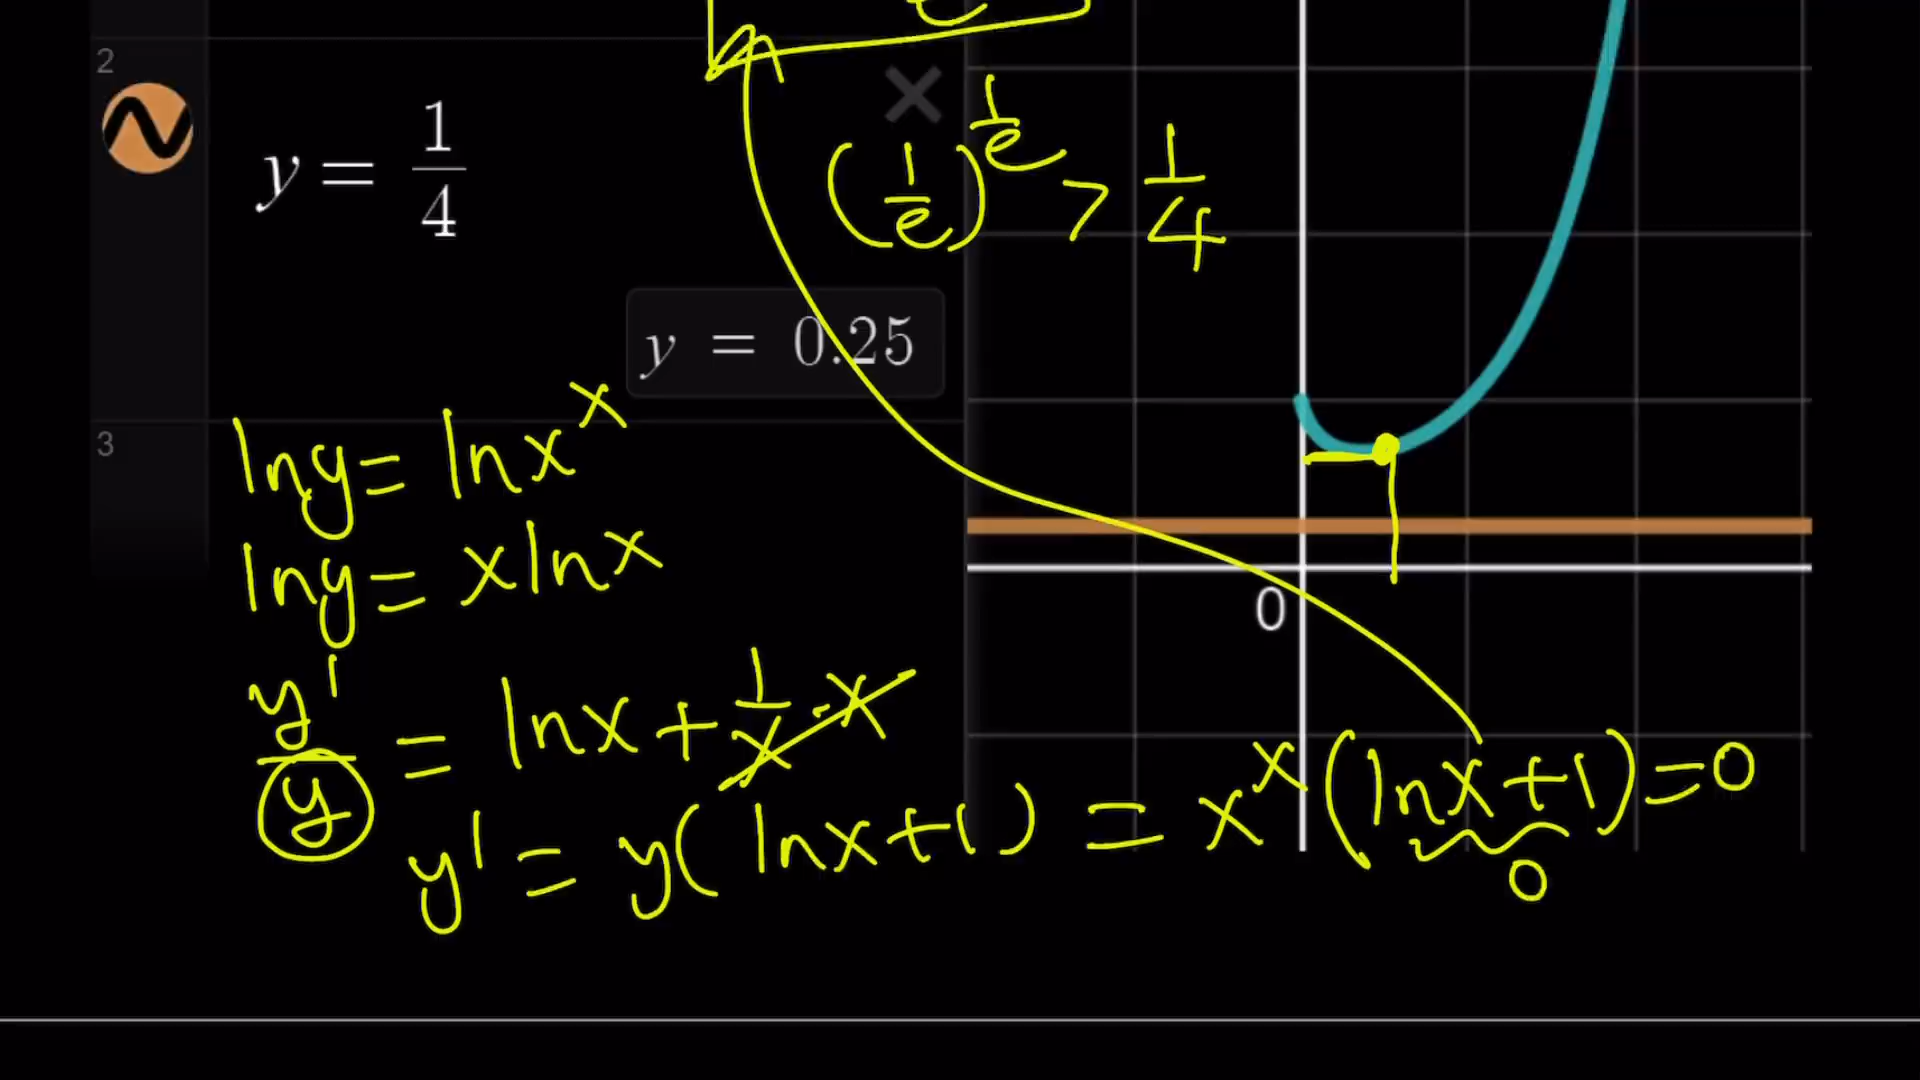 e
2
y = 1/4
(1/e)^(1/e) > 1/4
y = 0.25
3
ln y = ln x^x
ln y = x ln x
0
y'/y = ln x + 1/x · x
y' = y(ln x + 1) = x^x (ln x + 1) = 0
0